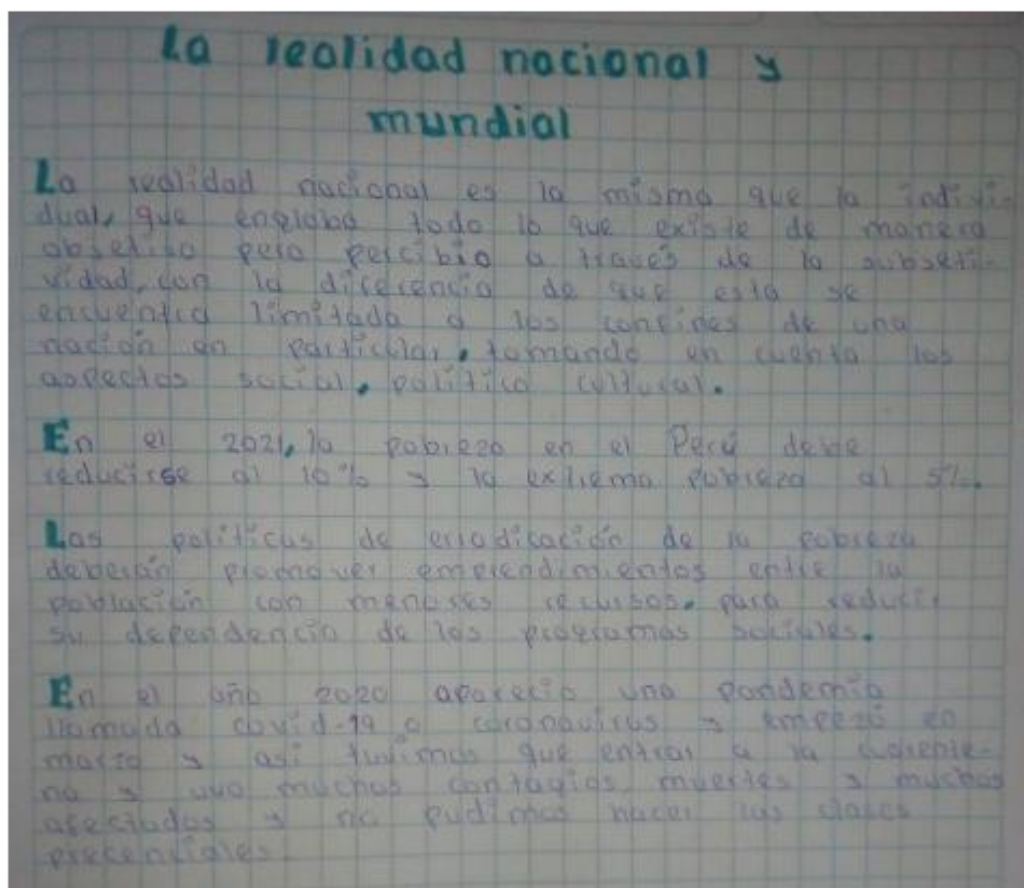 La realidad nacional y
mundial
La realidad nacional es la misma que la indivi-
dual, que engloba todo lo que existe de manera
objetiva pero percibia a través de la subjeti-
vidad, con la diferencia de que esta se
encuentra limitada a los confines de una
nación en particular, tomando en cuenta los
aspectos social, político cultural.
En el 2021, la pobreza en el Perú debe
reducirse al 10% y la extrema pobreza al 5%.
Las políticas de erradicación de la pobreza
deberán promover emprendimientos entre la
población con menores recursos, para reducir
su dependencia de los programas sociales.
En el año 2020 aparecio una pandemia
llamada covid-19 o coronavirus y empezó en
marzo y asi tuvimos que entrar a la
na y uvo muchos contagios, muertes y muchos
afectados y no pudimos hacer las clases
precenciales